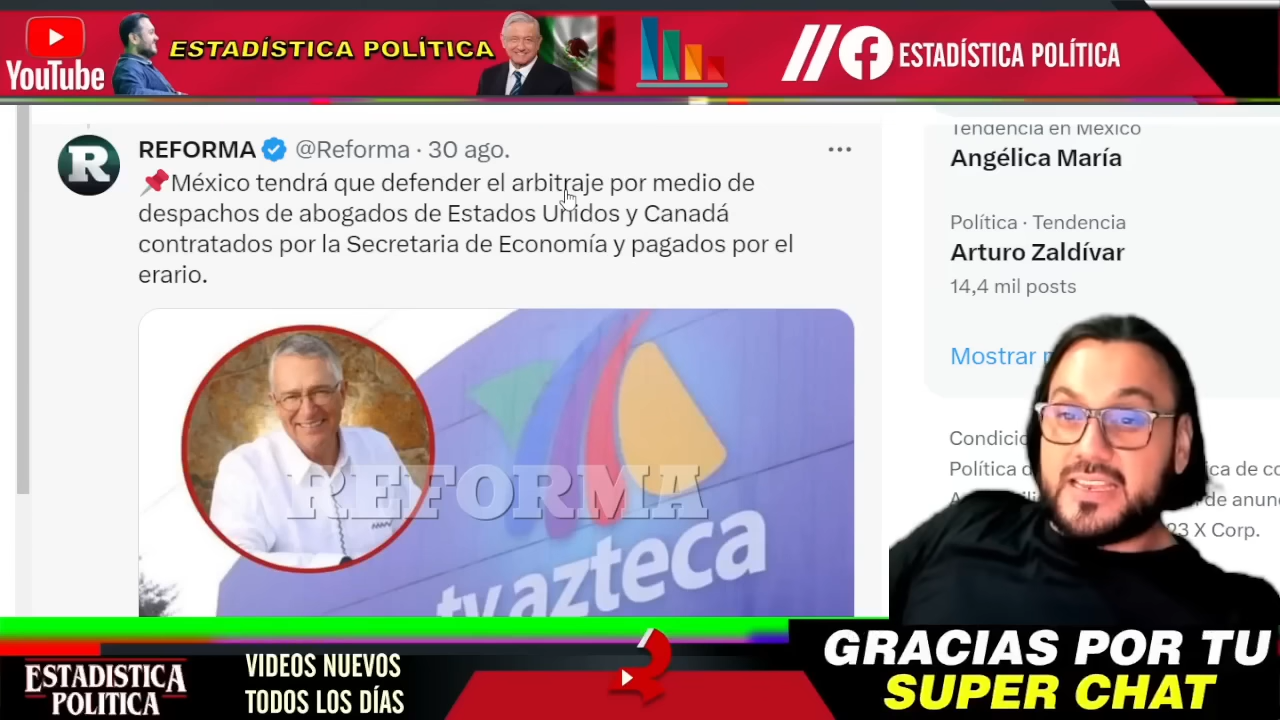 YouTube
ESTADÍSTICA POLÍTICA
ESTADÍSTICA POLÍTICA
REFORMA @Reforma · 30 ago.
México tendrá que defender el arbitraje por medio de
despachos de abogados de Estados Unidos y Canadá
contratados por la Secretaria de Economía y pagados por el
erario.
REFORMA
tv azteca
Tendencia en México
Angélica María
Política · Tendencia
Arturo Zaldívar
14,4 mil posts
Mostrar
Política
de anun
23 X Corp.
ESTADISTICA
POLÍTICA
VIDEOS NUEVOS
TODOS LOS DÍAS
GRACIAS POR TU
SUPER CHAT